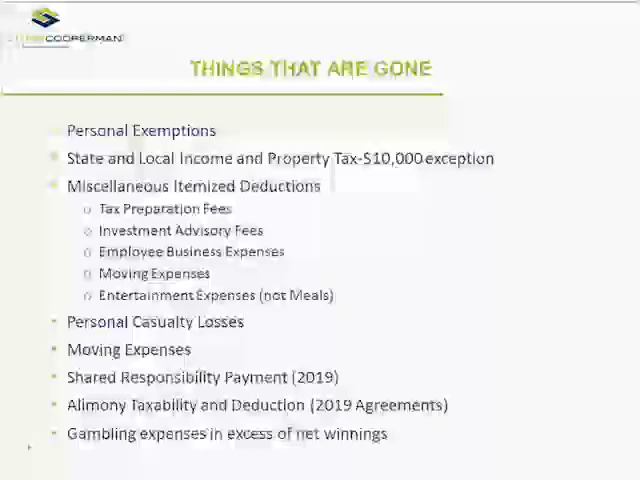 COOPERMAN
THINGS THAT ARE GONE
Personal Exemptions
State and Local Income and Property Tax-$10,000 exception
Miscellaneous Itemized Deductions
Tax Preparation Fees
Investment Advisory Fees
Employee Business Expenses
Moving Expenses
Entertainment Expenses (not Meals)
Personal Casualty Losses
Moving Expenses
Shared Responsibility Payment (2019)
Alimony Taxability and Deduction (2019 Agreements)
Gambling expenses in excess of net winnings